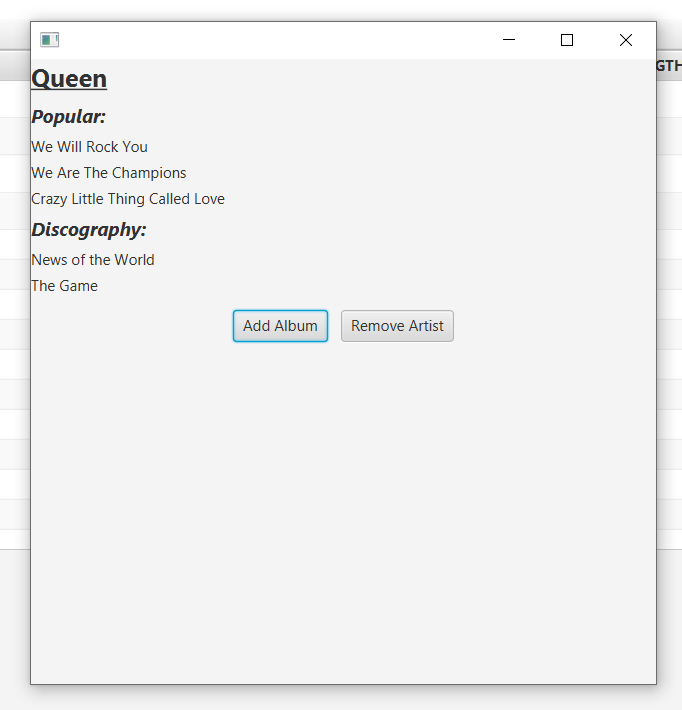 GTH
Queen
Popular:
We Will Rock You
We Are The Champions
Crazy Little Thing Called Love
Discography:
News of the World
The Game
Add Album
Remove Artist